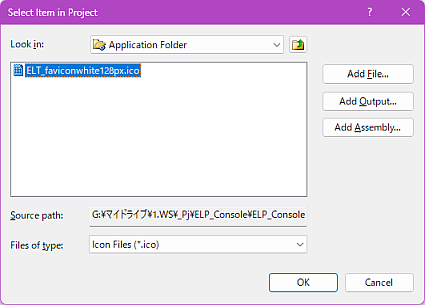 Select Item in Project
?
Look in:
Application Folder
ELT_faviconwhite128px.ico
Add File...
Add Output...
Add Assembly...
Source path:
G:¥マイドライブ¥1.WS¥_Pj¥ELP_Console¥ELP_Console
Files of type:
Icon Files (*.ico)
OK
Cancel